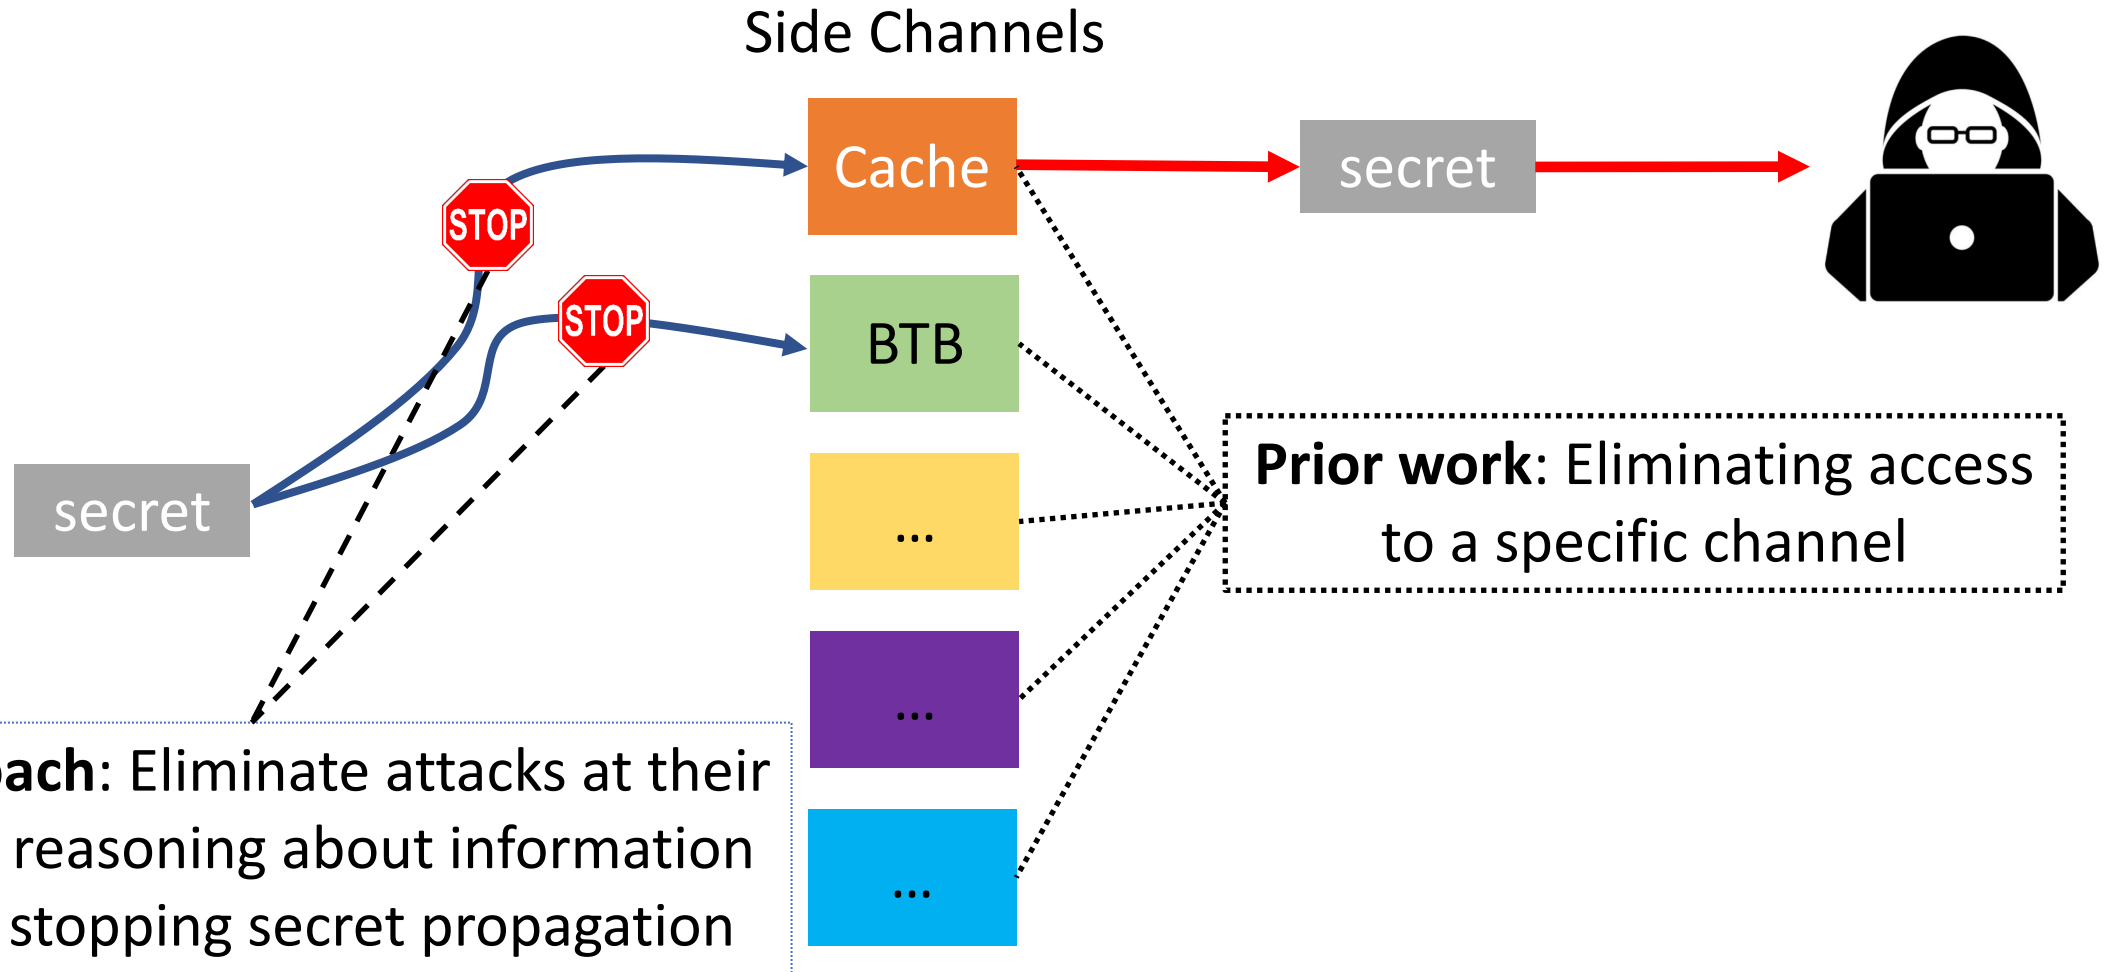 Side Channels
Cache
secret
STOP
STOP
BTB
secret
...
...
...
Prior work: Eliminating access
to a specific channel
: Eliminate attacks at their
reasoning about information
stopping secret propagation